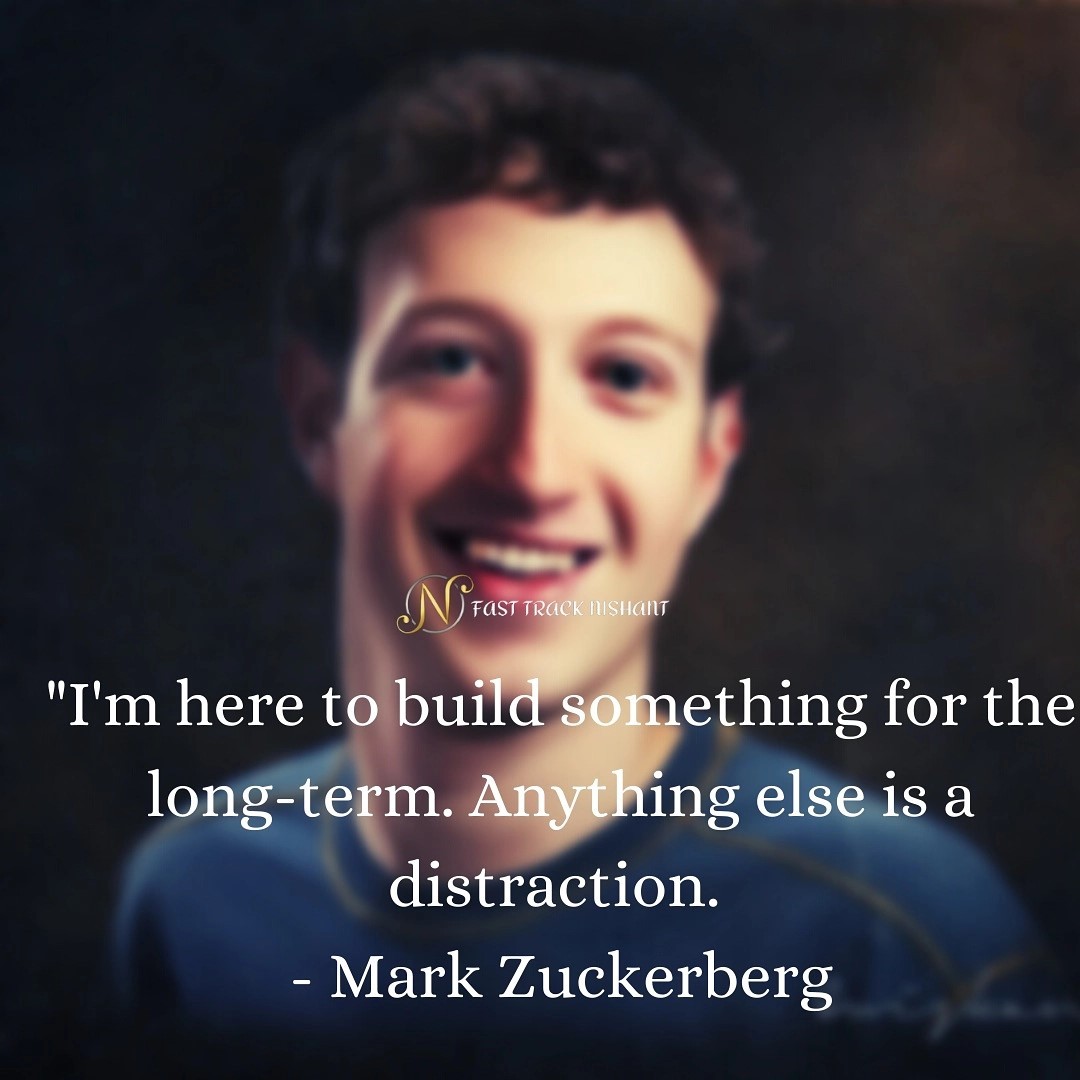 N FAST TRACK NISHANT
"I'm here to build something for the
long-term. Anything else is a
distraction.
- Mark Zuckerberg